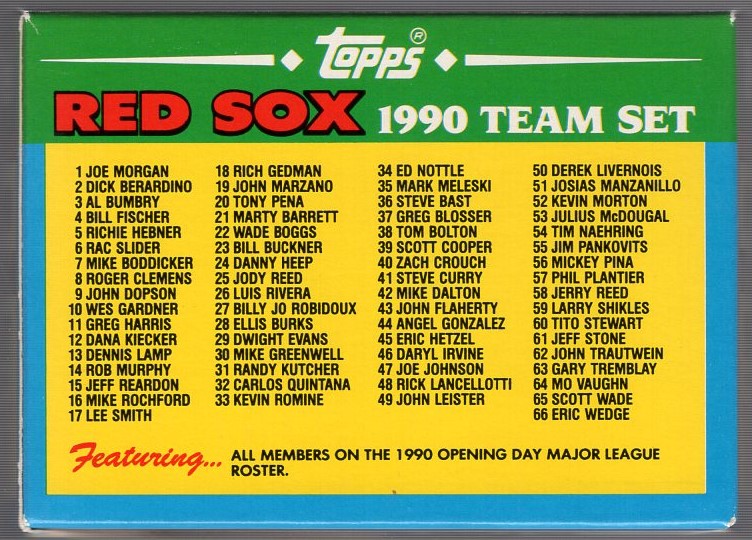 Topps®
RED SOX 1990 TEAM SET
1 JOE MORGAN
2 DICK BERARDINO
3 AL BUMBRY
4 BILL FISCHER
5 RICHIE HEBNER
6 RAC SLIDER
7 MIKE BODDICKER
8 ROGER CLEMENS
9 JOHN DOPSON
10 WES GARDNER
11 GREG HARRIS
12 DANA KIECKER
13 DENNIS LAMP
14 ROB MURPHY
15 JEFF REARDON
16 MIKE ROCHFORD
17 LEE SMITH
18 RICH GEDMAN
19 JOHN MARZANO
20 TONY PENA
21 MARTY BARRETT
22 WADE BOGGS
23 BILL BUCKNER
24 DANNY HEEP
25 JODY REED
26 LUIS RIVERA
27 BILLY JO ROBIDOUX
28 ELLIS BURKS
29 DWIGHT EVANS
30 MIKE GREENWELL
31 RANDY KUTCHER
32 CARLOS QUINTANA
33 KEVIN ROMINE
34 ED NOTTLE
35 MARK MELESKI
36 STEVE BAST
37 GREG BLOSSER
38 TOM BOLTON
39 SCOTT COOPER
40 ZACH CROUCH
41 STEVE CURRY
42 MIKE DALTON
43 JOHN FLAHERTY
44 ANGEL GONZALEZ
45 ERIC HETZEL
46 DARYL IRVINE
47 JOE JOHNSON
48 RICK LANCELLOTTI
49 JOHN LEISTER
50 DEREK LIVERNOIS
51 JOSIAS MANZANILLO
52 KEVIN MORTON
53 JULIUS McDOUGAL
54 TIM NAEHRING
55 JIM PANKOVITS
56 MICKEY PINA
57 PHIL PLANTIER
58 JERRY REED
59 LARRY SHIKLES
60 TITO STEWART
61 JEFF STONE
62 JOHN TRAUTWEIN
63 GARY TREMBLAY
64 MO VAUGHN
65 SCOTT WADE
66 ERIC WEDGE
Featuring... ALL MEMBERS ON THE 1990 OPENING DAY MAJOR LEAGUE
ROSTER.